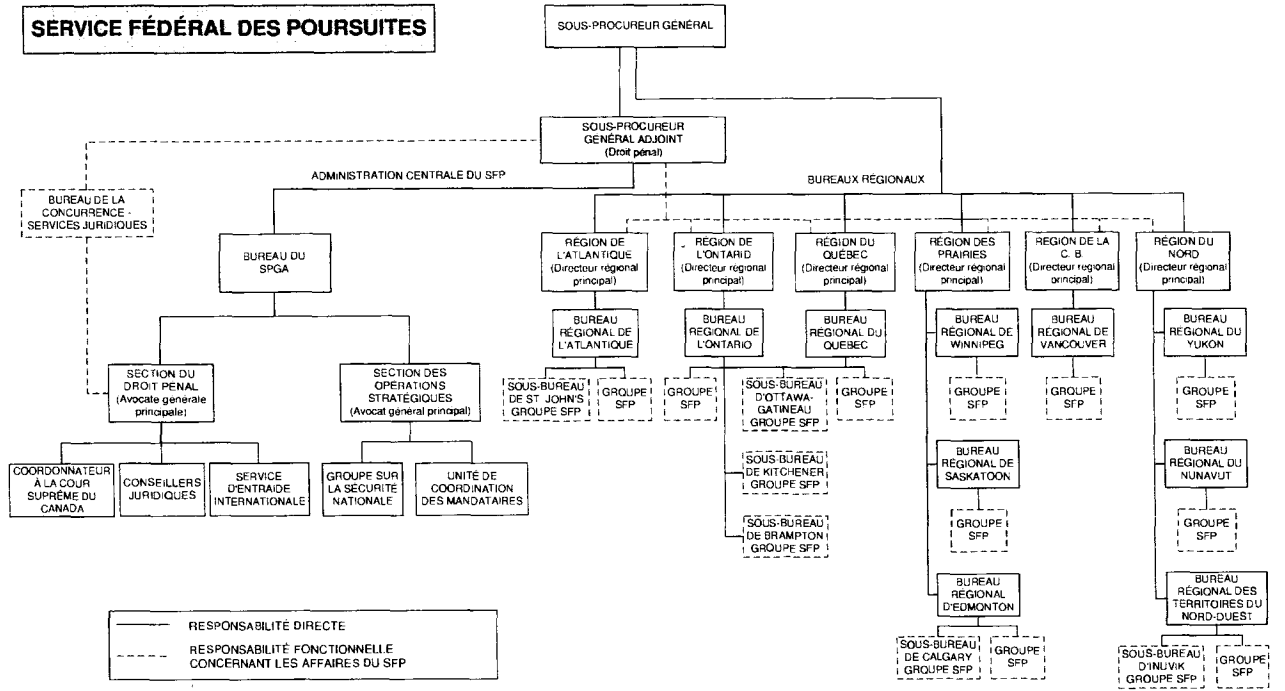 SERVICE FÉDÉRAL DES POURSUITES
SOUS-PROCUREUR GÉNÉRAL
SOUS-PROCUREUR
GÉNÉRAL ADJOINT
(Droit pénal)
ADMINISTRATION CENTRALE DU SFP
BUREAUX RÉGIONAUX
BUREAU DE LA
CONCURRENCE -
SERVICES JURIDIQUES
BUREAU DU
SPGA
RÉGION DE
L'ATLANTIQUE
(Directeur régional
principal)
RÉGION DE
L'ONTARIO
(Directeur régional
principal)
RÉGION DU
QUÉBEC
(Directeur régional
principal)
RÉGION DES
PRAIRIES
(Directeur régional
principal)
RÉGION DE LA
C. B.
(Directeur régional
principal)
RÉGION DU
NORD
(Directeur régional
principal)
BUREAU
RÉGIONAL DE
L'ATLANTIQUE
BUREAU
RÉGIONAL DE
L'ONTARIO
BUREAU
RÉGIONAL DU
QUÉBEC
BUREAU
RÉGIONAL DE
WINNIPEG
BUREAU
RÉGIONAL DE
VANCOUVER
BUREAU
RÉGIONAL DU
YUKON
SECTION DU
DROIT PÉNAL
(Avocate générale
principale)
SECTION DES
OPÉRATIONS
STRATÉGIQUES
(Avocat général principal)
SOUS-BUREAU
DE ST JOHN'S
GROUPE SFP
GROUPE
SFP
GROUPE
SFP
SOUS-BUREAU
D'OTTAWA-
GATINEAU
GROUPE SFP
GROUPE
SFP
GROUPE
SFP
GROUPE
SFP
GROUPE
SFP
COORDONNATEUR
À LA COUR
SUPRÊME DU
CANADA
CONSEILLERS
JURIDIQUES
SERVICE
D'ENTRAIDE
INTERNATIONALE
GROUPE SUR
LA SÉCURITÉ
NATIONALE
UNITÉ DE
COORDINATION
DES MANDATAIRES
SOUS-BUREAU
DE KITCHENER
GROUPE SFP
BUREAU
RÉGIONAL DE
SASKATOON
BUREAU
RÉGIONAL DU
NUNAVUT
SOUS-BUREAU
DE BRAMPTON
GROUPE SFP
GROUPE
SFP
GROUPE
SFP
BUREAU
RÉGIONAL
D'EDMONTON
BUREAU
RÉGIONAL DES
TERRITOIRES DU
NORD-OUEST
SOUS-BUREAU
DE CALGARY
GROUPE SFP
GROUPE
SFP
SOUS-BUREAU
D'INUVIK
GROUPE SFP
GROUPE
SFP
RESPONSABILITÉ DIRECTE
RESPONSABILITÉ FONCTIONNELLE
CONCERNANT LES AFFAIRES DU SFP